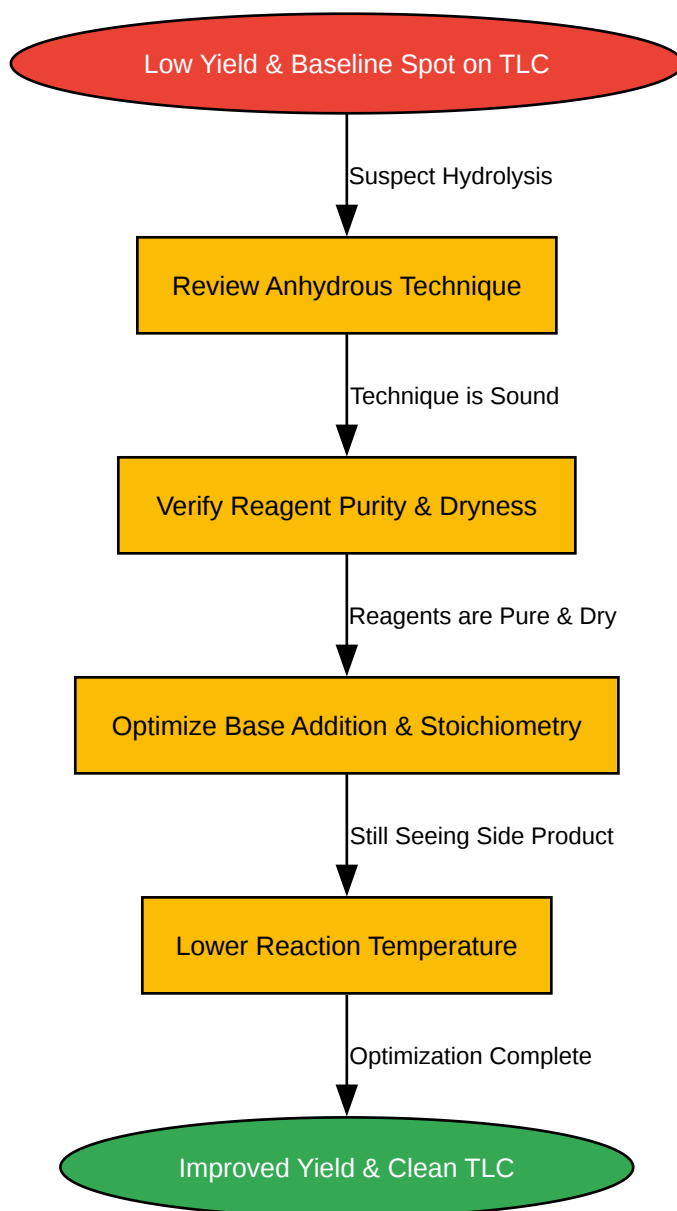 Low Yield & Baseline Spot on TLC
Suspect Hydrolysis
Review Anhydrous Technique
Technique is Sound
Verify Reagent Purity & Dryness
Reagents are Pure & Dry
Optimize Base Addition & Stoichiometry
Still Seeing Side Product
Lower Reaction Temperature
Optimization Complete
Improved Yield & Clean TLC